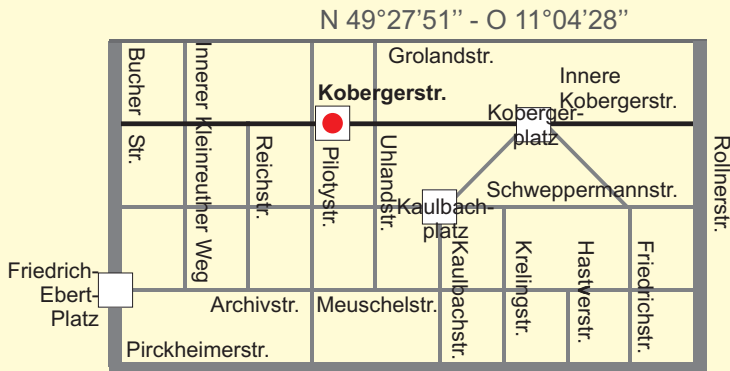 N 49°27'51'' - O 11°04'28''
Grolandstr.
Bucher
Str.
Innerer Kleinreuther Weg
Innere
Kobergerstr.
Kobergerstr.
Koberger-
platz
Reichstr.
Pilotystr.
Uhlandstr.
Rollnerstr.
Schweppermannstr.
Kaulbach-
platz
Kaulbachstr.
Krelingstr.
Hastverstr.
Friedrichstr.
Friedrich-
Ebert-
Platz
Archivstr.
Meuschelstr.
Pirckheimerstr.